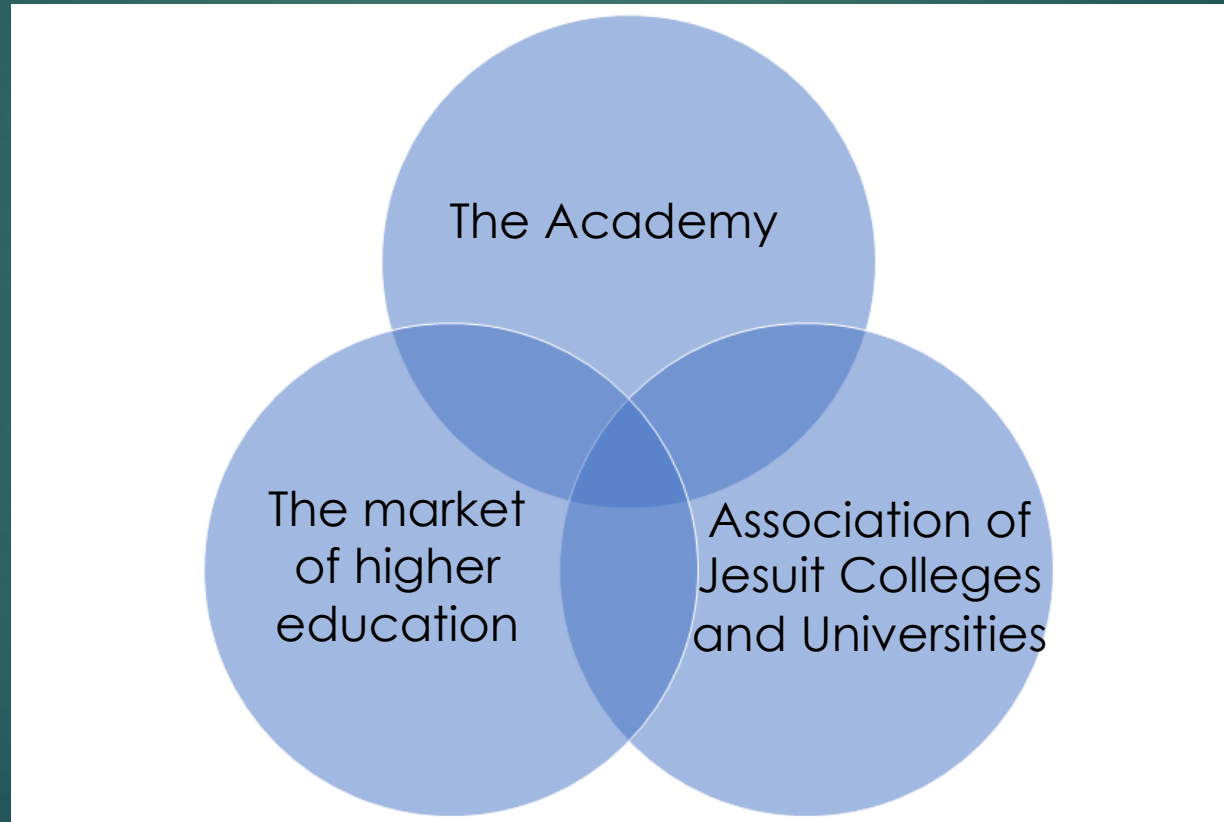 The Academy
The market
of higher
education
Association of
Jesuit Colleges
and Universities